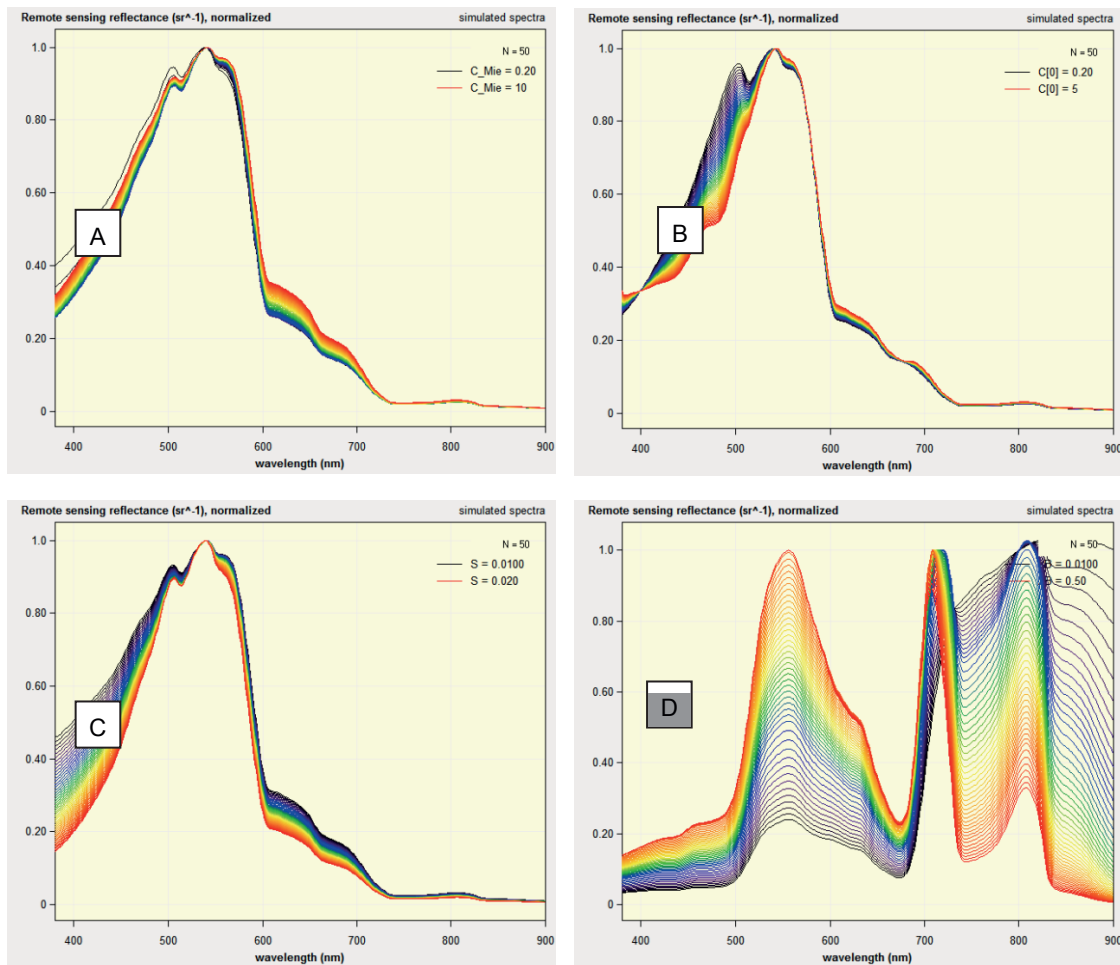 Remote sensing reflectance (sr^-1), normalized simulated spectra
1.0
0.80
0.60
0.40
0.20
0
N = 50
C_Mie = 0.20
C_Mie = 10
A
400 500 600 700 800 900
wavelength (nm)
Remote sensing reflectance (sr^-1), normalized simulated spectra
1.0
0.80
0.60
0.40
0.20
0
N = 50
C[0] = 0.20
C[0] = 5
B
400 500 600 700 800 900
wavelength (nm)
Remote sensing reflectance (sr^-1), normalized simulated spectra
1.0
0.80
0.60
0.40
0.20
0
N = 50
S = 0.0100
S = 0.020
C
400 500 600 700 800 900
wavelength (nm)
Remote sensing reflectance (sr^-1), normalized simulated spectra
1.0
0.80
0.60
0.40
0.20
0
N = 50
= 0.0100
= 0.50
D
400 500 600 700 800 900
wavelength (nm)